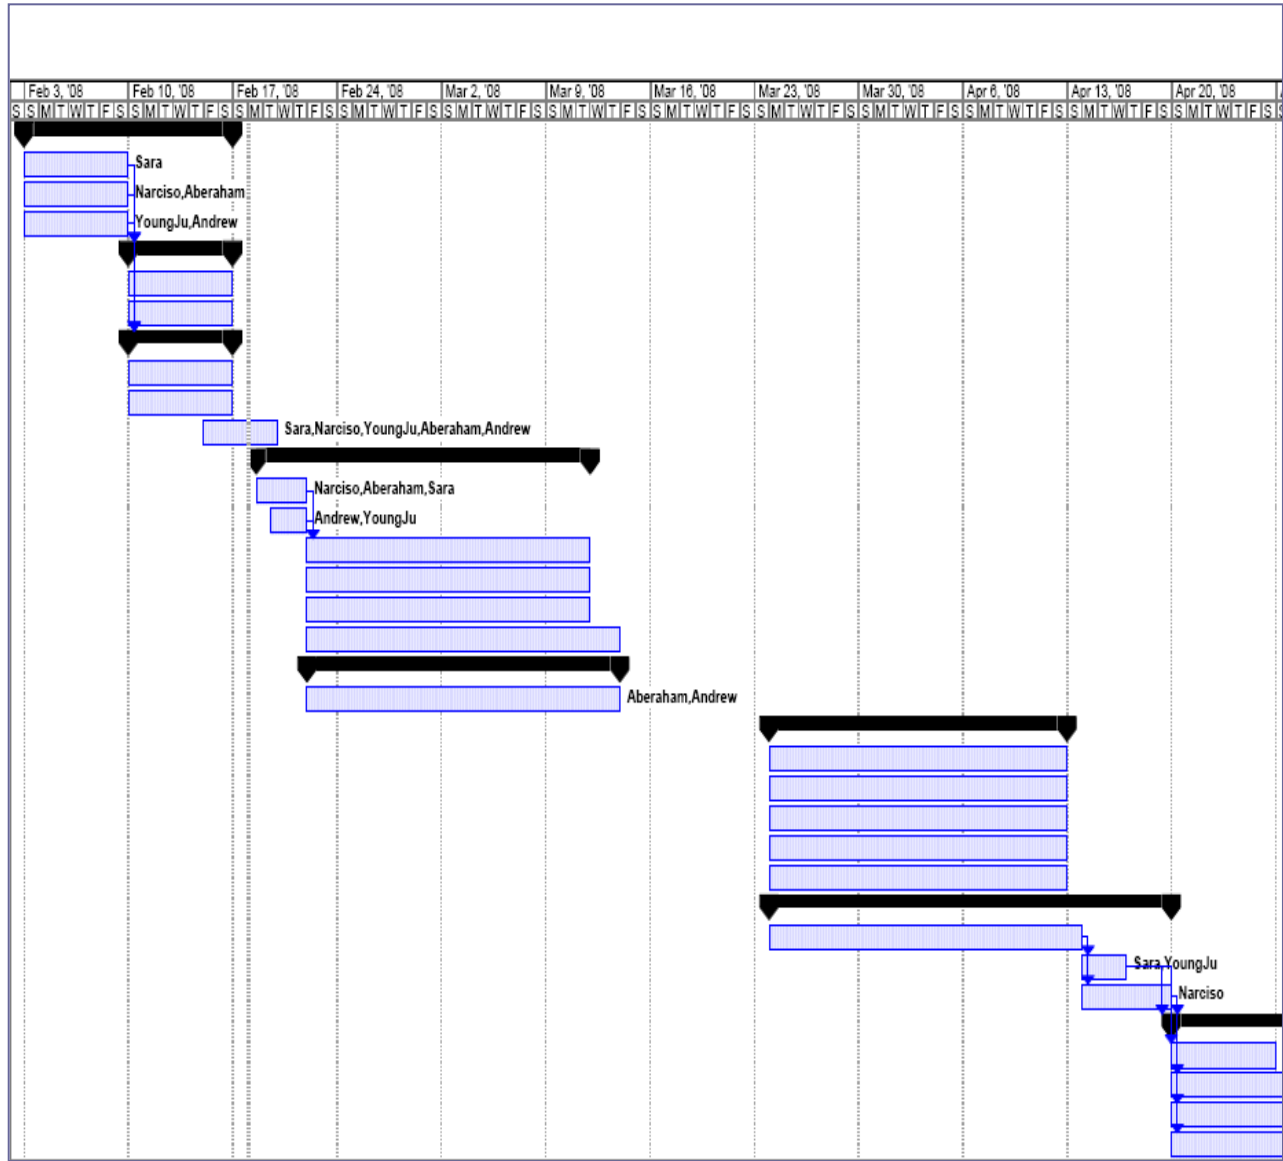 Feb 3, '08 Feb 10, '08 Feb 17, '08 Feb 24, '08 Mar 2, '08 Mar 9, '08 Mar 16, '08 Mar 23, '08 Mar 30, '08 Apr 6, '08 Apr 13, '08 Apr 20, '08
S S M T W T F S S M T W T F S S M T W T F S S M T W T F S S M T W T F S S M T W T F S S M T W T F S S M T W T F S S M T W T F S S M T W T F S S M T W T F S S M T W T F S
Sara
Narciso,Aberaham
YoungJu,Andrew
Sara,Narciso,YoungJu,Aberaham,Andrew
Narciso,Aberaham,Sara
Andrew,YoungJu
Aberaham,Andrew
Sara,YoungJu
Narciso